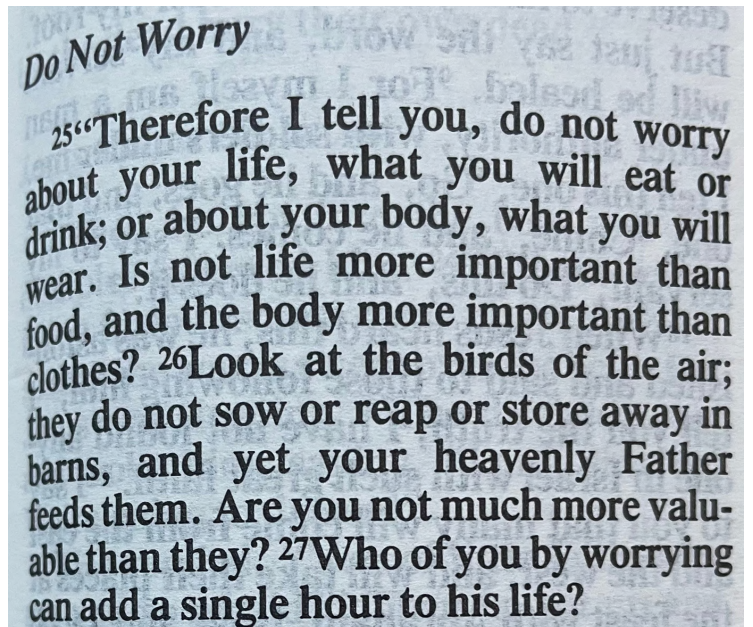 Do Not Worry
25“Therefore I tell you, do not worry
about your life, what you will eat or
drink; or about your body, what you will
wear. Is not life more important than
food, and the body more important than
clothes? 26Look at the birds of the air;
they do not sow or reap or store away in
barns, and yet your heavenly Father
feeds them. Are you not much more valu-
able than they? 27Who of you by worrying
can add a single hour to his life?